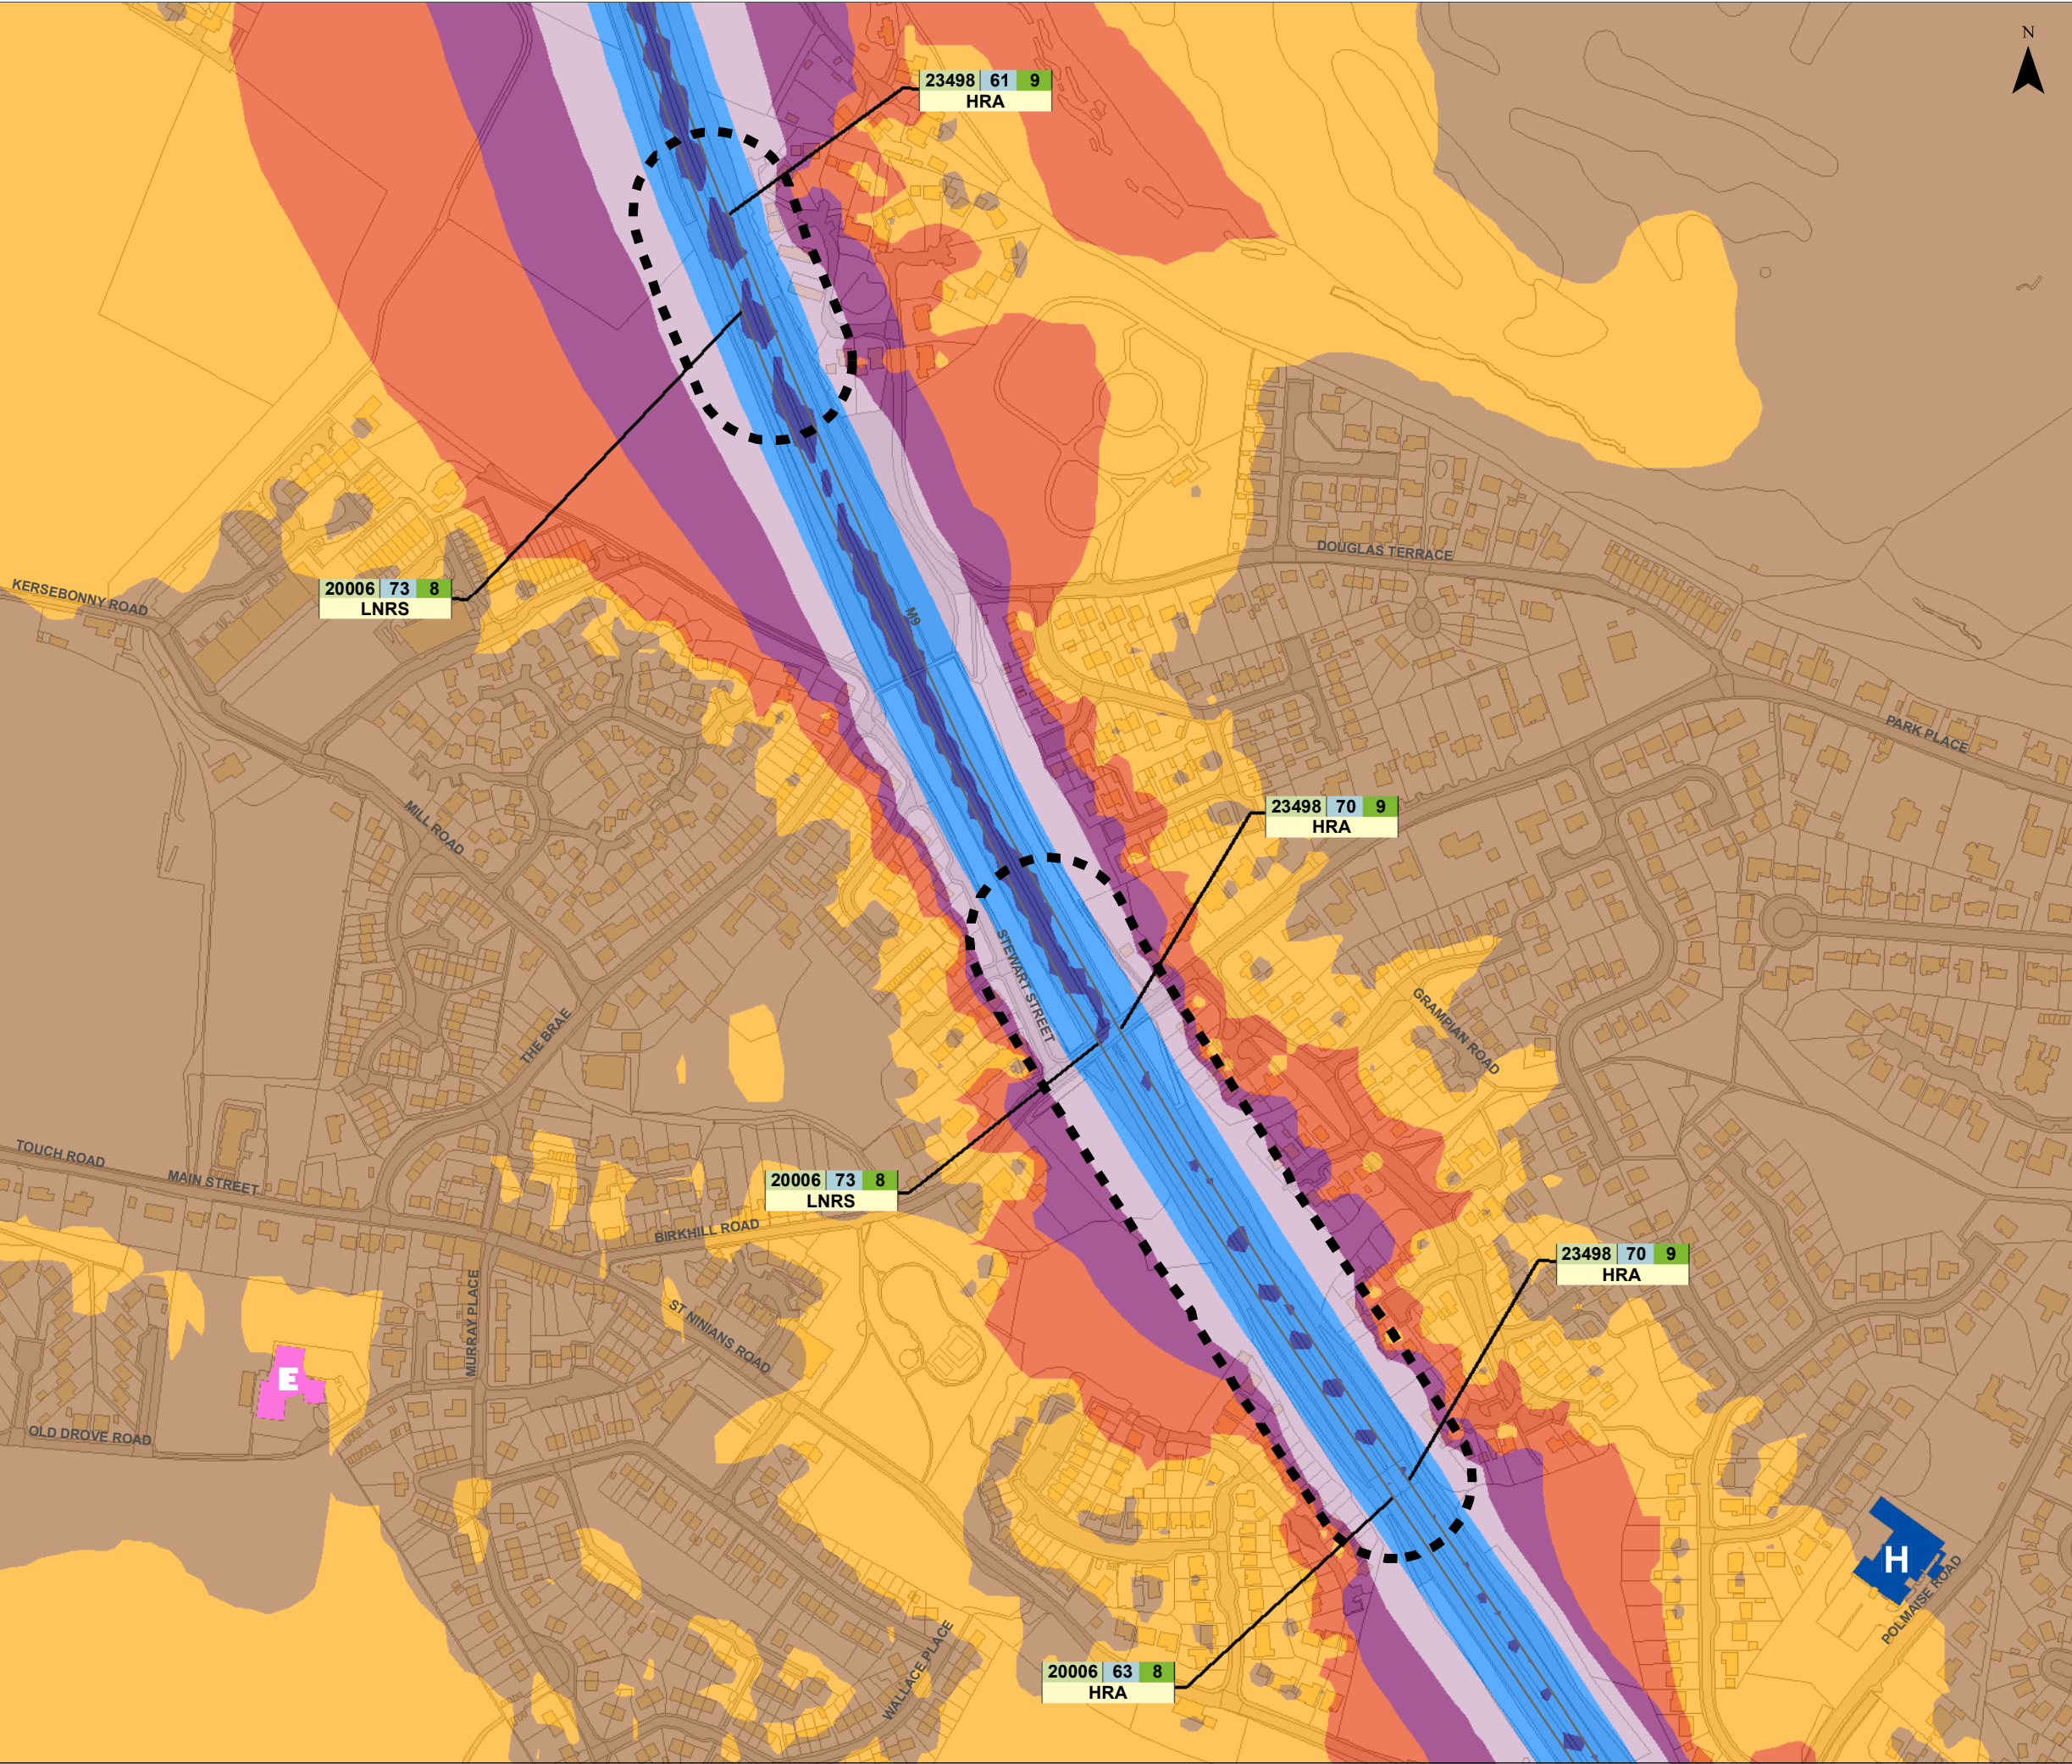 N
23498 61 9
HRA
DOUGLAS TERRACE
KERSEBONNY ROAD
20006 73 8
LNRS
M9
PARK PLACE
MILL ROAD
23498 70 9
HRA
STEWART STREET
GRAMPIAN ROAD
THE BRAE
TOUCH ROAD
MAIN STREET
20006 73 8
LNRS
BIRKHILL ROAD
23498 70 9
HRA
MURRAY PLACE
ST NINIANS ROAD
E
OLD DROVE ROAD
H
POLMAISE ROAD
WALLACE PLACE
20006 63 8
HRA